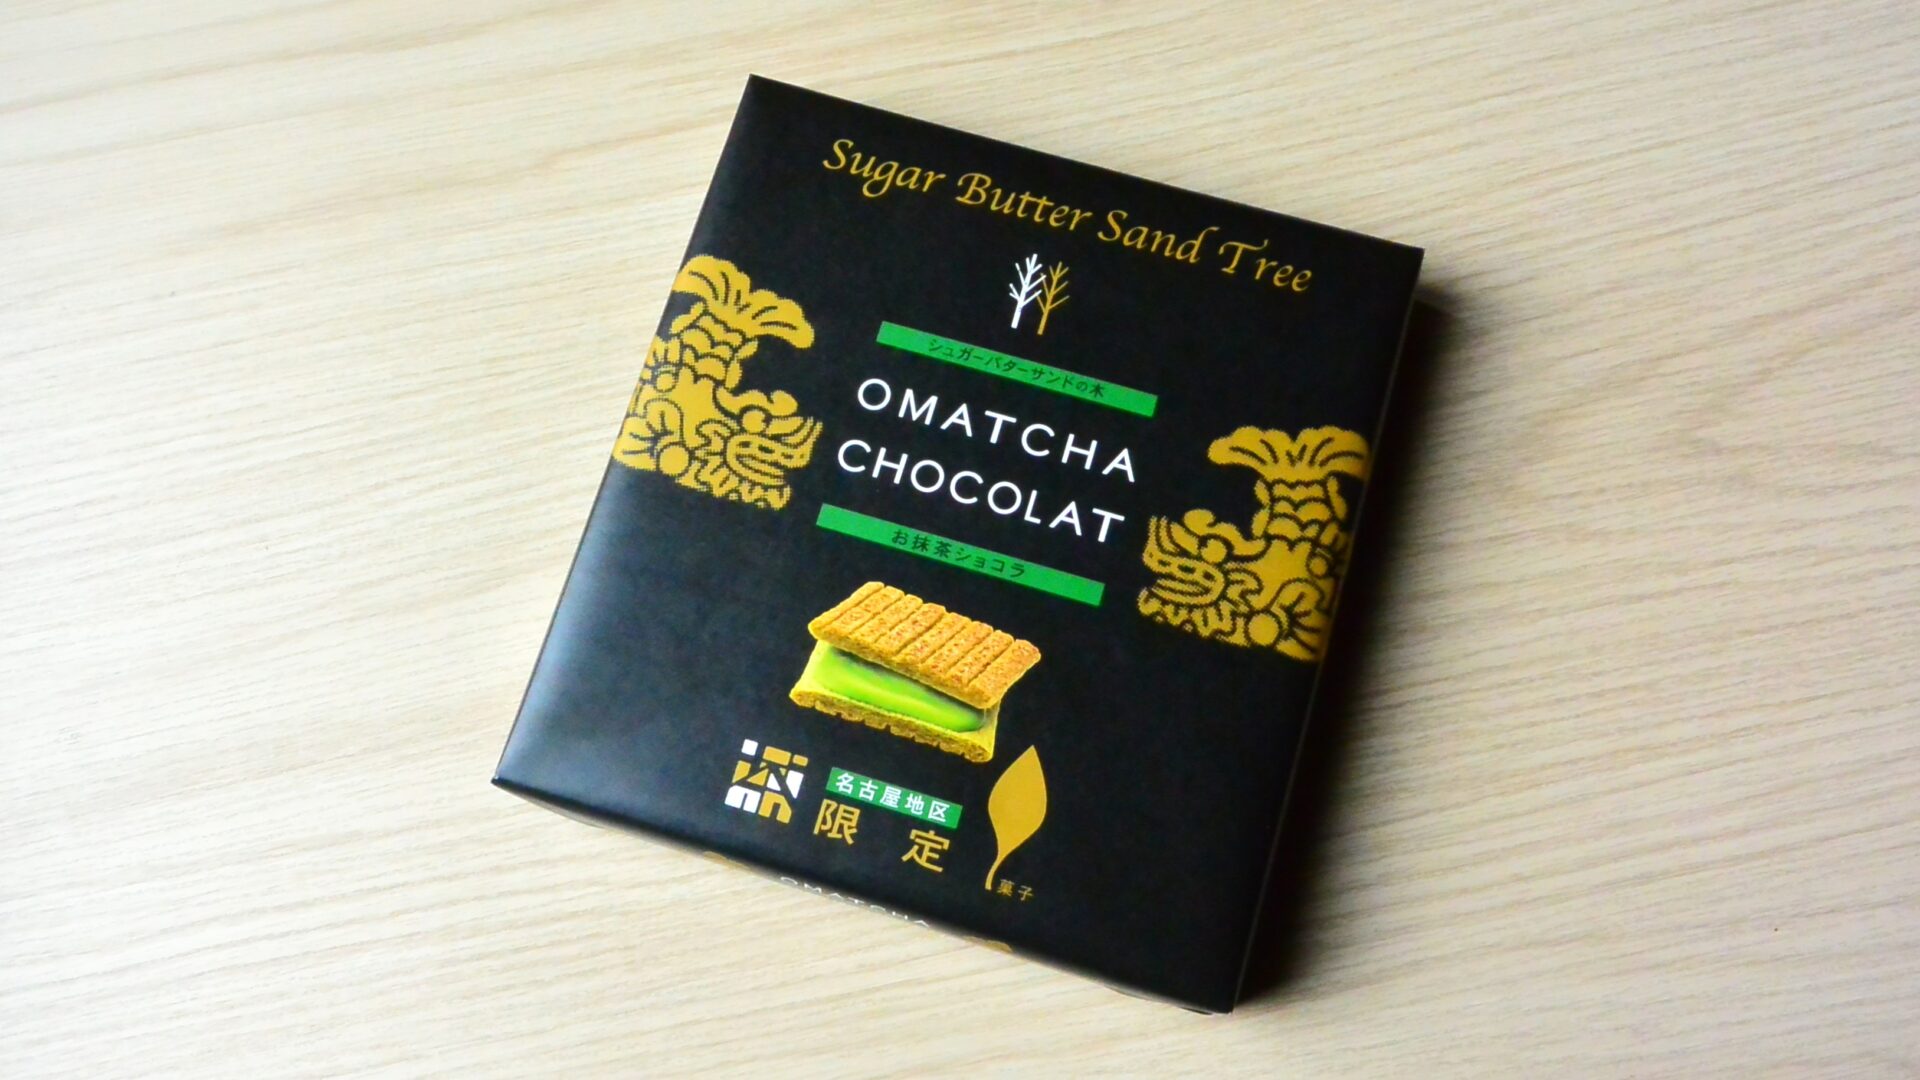 Sugar Butter Sand Tree
シュガーバターサンドの木
OMATCHA
CHOCOLAT
お抹茶ショコラ
名古屋地区
限定
菓子
OMATCHA